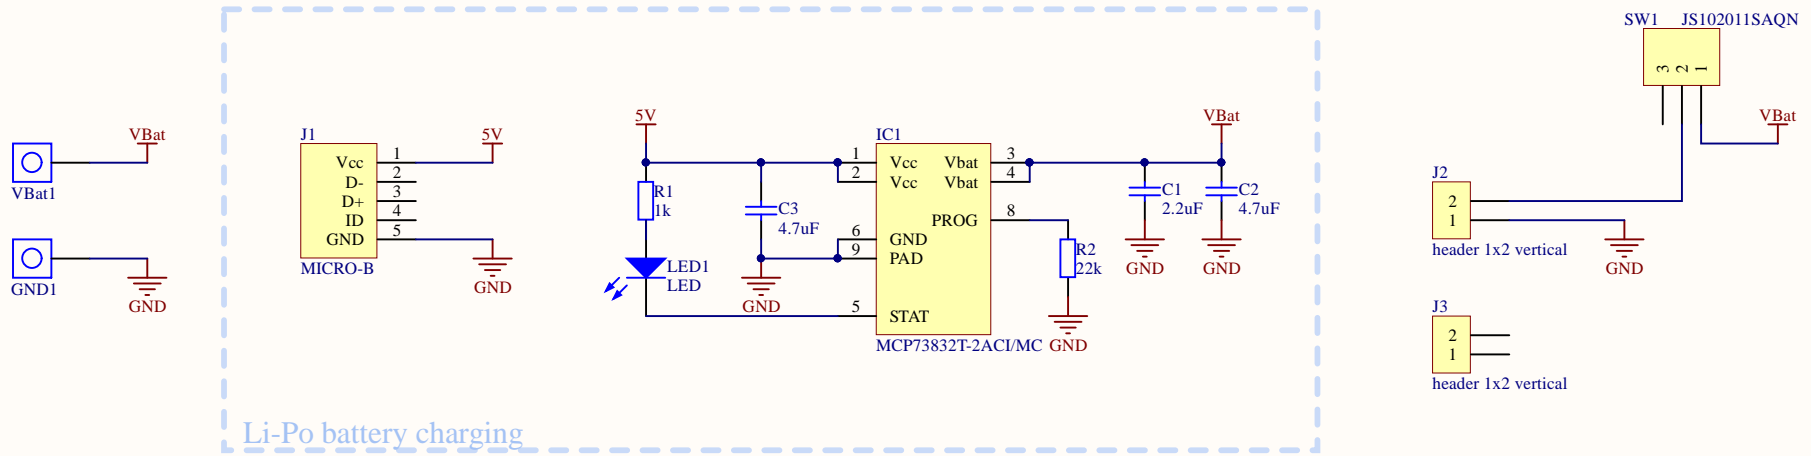 VBat
VBat1
GND1
GND
J1
Vcc 1
D- 2
D+ 3
ID 4
GND 5
MICRO-B
5V
GND
5V
R1
1k
LED1
LED
C3
4.7uF
GND
IC1
1 Vcc Vbat 3
2 Vcc Vbat 4
PROG 8
6 GND
9 PAD
5 STAT
MCP73832T-2ACI/MC
R2
22k
GND
VBat
C1
2.2uF
GND
C2
4.7uF
GND
Li-Po battery charging
SW1 JS102011SAQN
3 2 1
VBat
J2
2
1
header 1x2 vertical
GND
J3
2
1
header 1x2 vertical